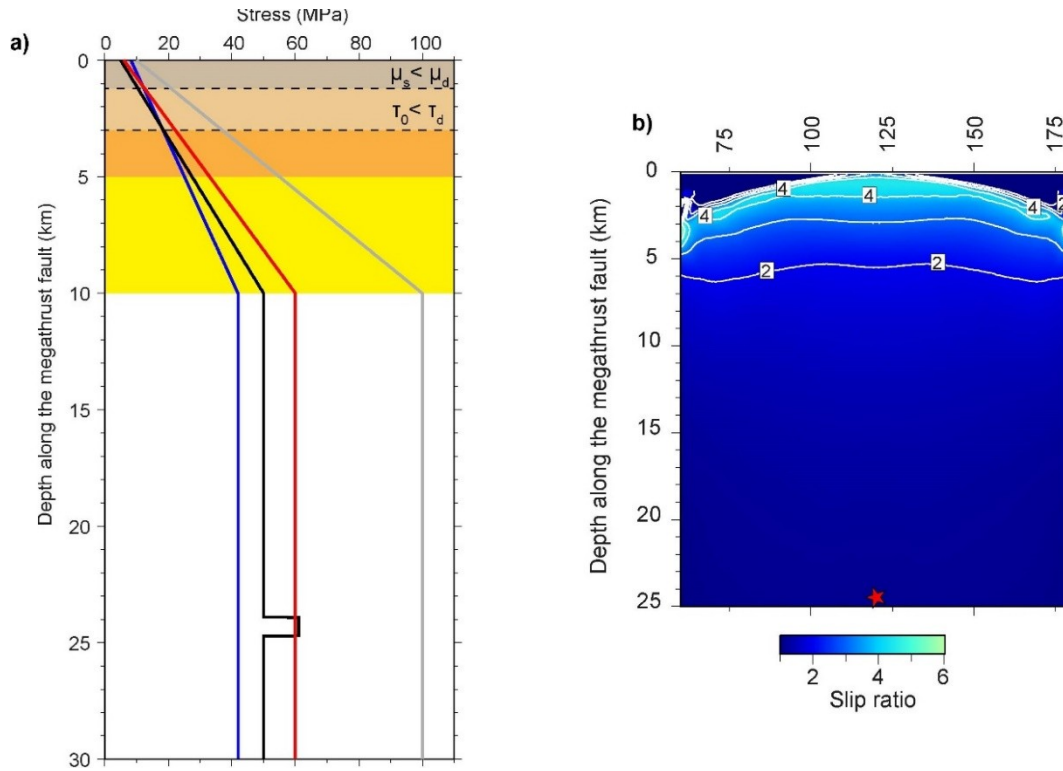 a)
Stress (MPa)
0 20 40 60 80 100
μs < μd
τ0 < τd
0
5
10
15
20
25
30
Depth along the megathrust fault (km)
b)
75 100 125 150 175
0
5
10
15
20
25
Depth along the megathrust fault (km)
4 4 4 4 2
2 2
2 4 6
Slip ratio